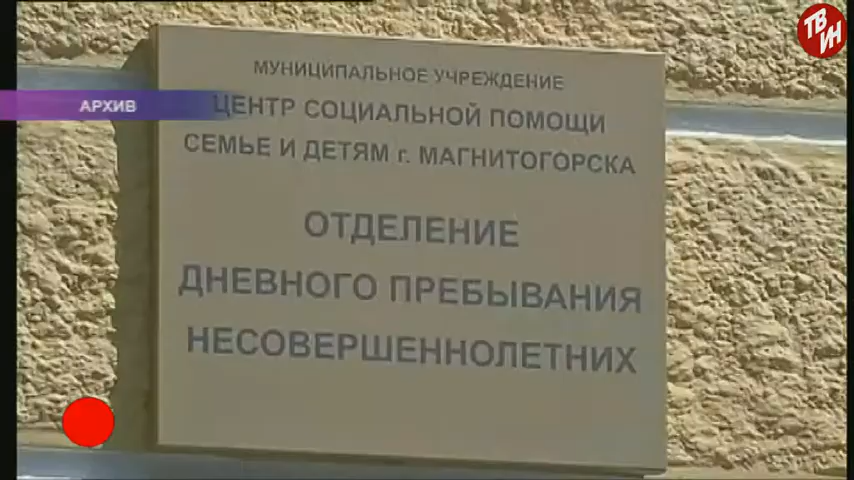 ТВ
ИН
МУНИЦИПАЛЬНОЕ УЧРЕЖДЕНИЕ
АРХИВ
ЦЕНТР СОЦИАЛЬНОЙ ПОМОЩИ
СЕМЬЕ И ДЕТЯМ г. МАГНИТОГОРСКА
ОТДЕЛЕНИЕ
ДНЕВНОГО ПРЕБЫВАНИЯ
НЕСОВЕРШЕННОЛЕТНИХ